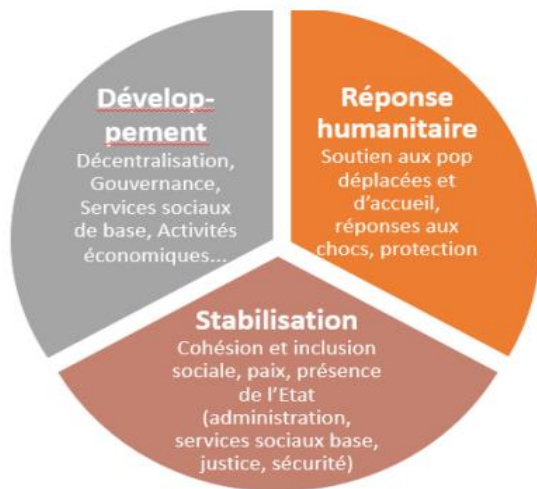 Dévelop-
pement
Décentralisation,
Gouvernance,
Services sociaux
de base, Activités
économiques...
Réponse
humanitaire
Soutien aux pop
déplacées et
d'accueil,
réponses aux
chocs, protection
Stabilisation
Cohésion et inclusion
sociale, paix, présence
de l'Etat
(administration,
services sociaux base,
justice, sécurité)